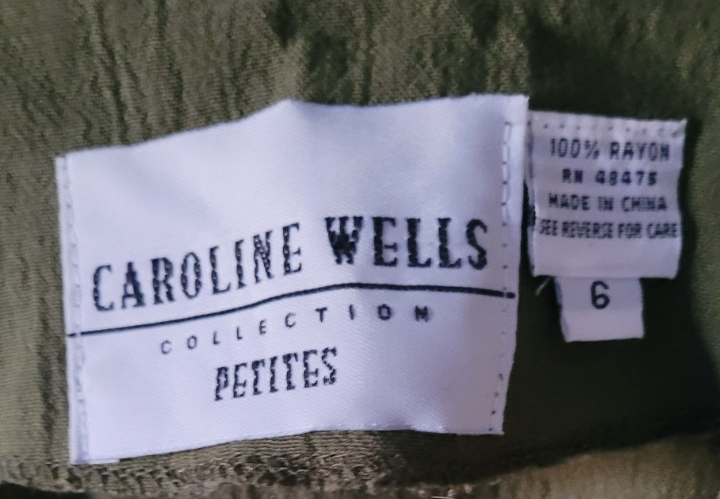 CAROLINE WELLS
COLLECTION
PETITES
100% RAYON
RN 48475
MADE IN CHINA
SEE REVERSE FOR CARE
6